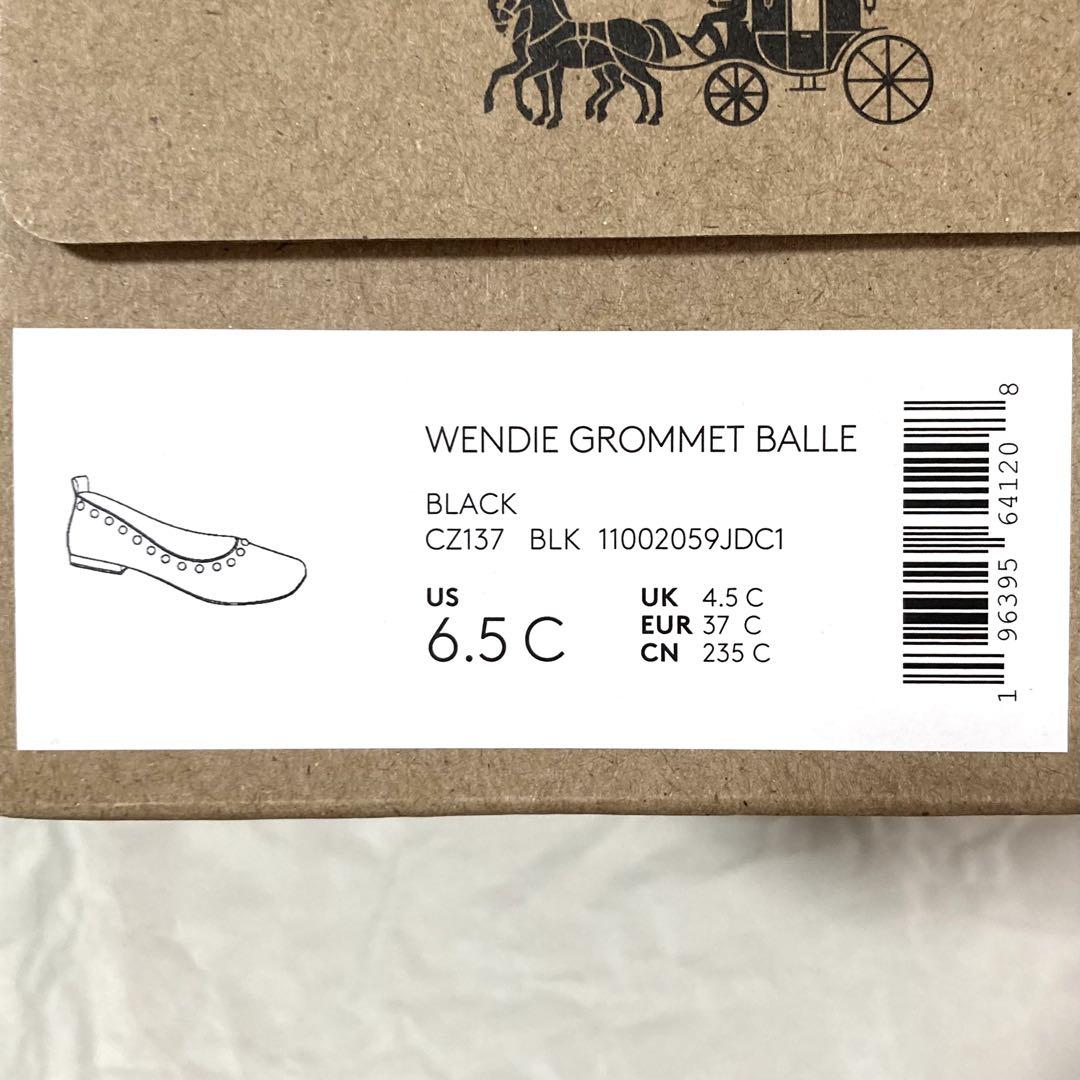 WENDIE GROMMET BALLE
BLACK
CZ137 BLK 11002059JDC1
US
6.5 C
UK 4.5 C
EUR 37 C
CN 235 C
1 96395 64120 8